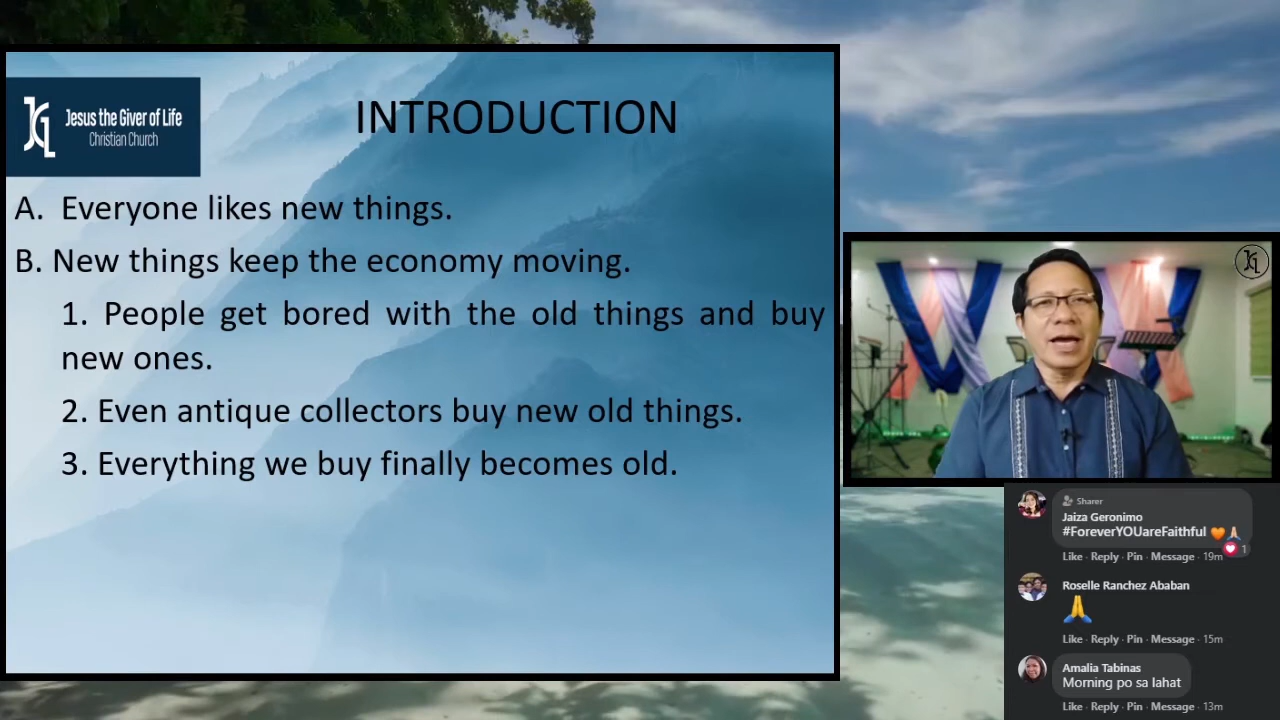 Jesus the Giver of Life
Christian Church
INTRODUCTION
A. Everyone likes new things.
B. New things keep the economy moving.
1. People get bored with the old things and buy
new ones.
2. Even antique collectors buy new old things.
3. Everything we buy finally becomes old.
Sharer
Jaiza Geronimo
#ForeverYOUareFaithful 🧡🙏🏻
1
Like · Reply · Pin · Message · 19m
Roselle Ranchez Ababan
🙏
Like · Reply · Pin · Message · 15m
Amalia Tabinas
Morning po sa lahat
Like · Reply · Pin · Message · 13m